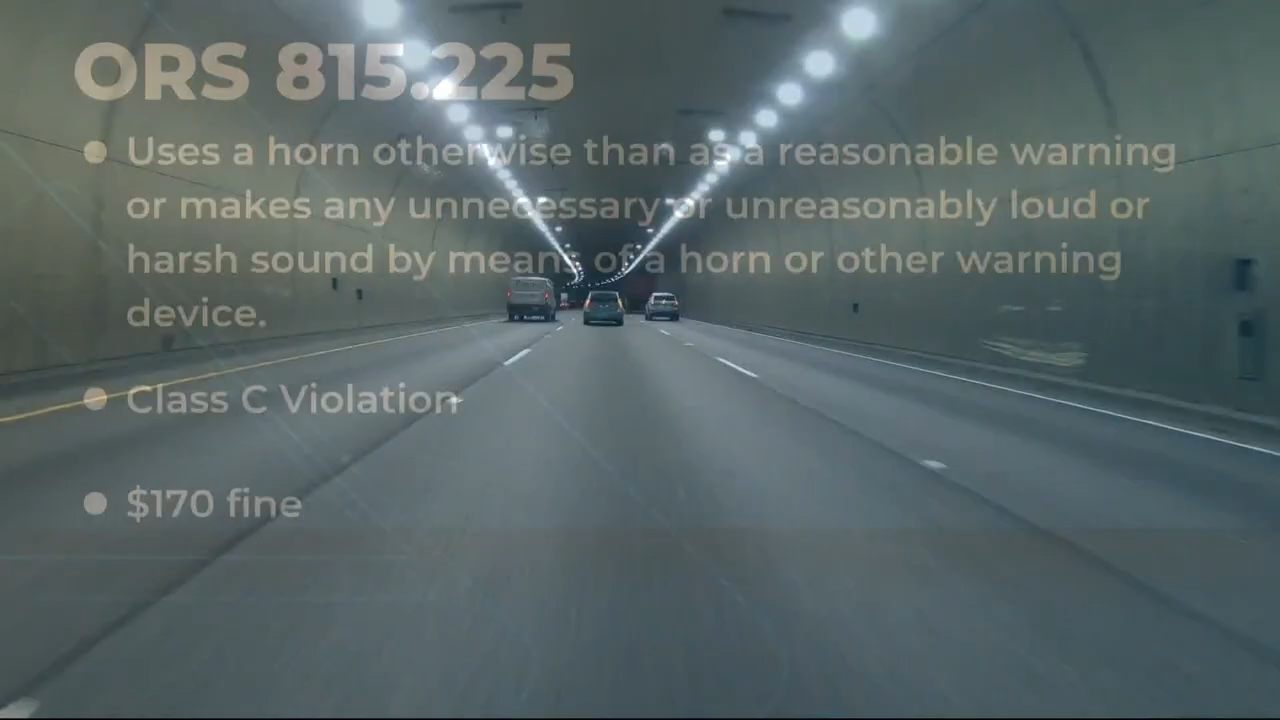 ORS 815.225
• Uses a horn otherwise than as a reasonable warning
or makes any unnecessary or unreasonably loud or
harsh sound by means of a horn or other warning
device.
• Class C Violation
• $170 fine